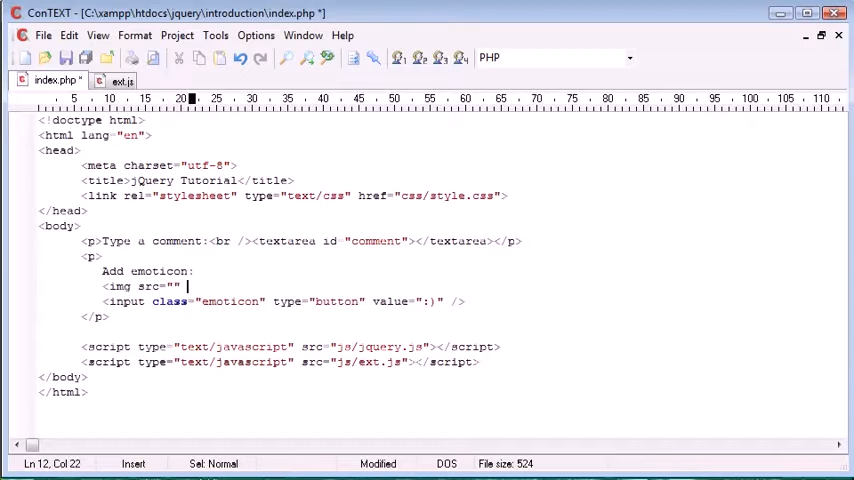 ConTEXT - [C:\xampp\htdocs\jquery\introduction\index.php *]
File Edit View Format Project Tools Options Window Help
1 2 3 4 PHP
index.php * ext.js
5 10 15 20 25 30 35 40 45 50 55 60 65 70 75 80 85 90 95 100 105 110
<!doctype html>
<html lang="en">
<head>
<meta charset="utf-8">
<title>jQuery Tutorial</title>
<link rel="stylesheet" type="text/css" href="css/style.css">
</head>
<body>
<p>Type a comment:<br /><textarea id="comment"></textarea></p>
<p>
Add emoticon:
<img src=""
<input class="emoticon" type="button" value=":)" />
</p>
<script type="text/javascript" src="js/jquery.js"></script>
<script type="text/javascript" src="js/ext.js"></script>
</body>
</html>
Ln 12, Col 22 Insert Sel: Normal Modified DOS File size: 524